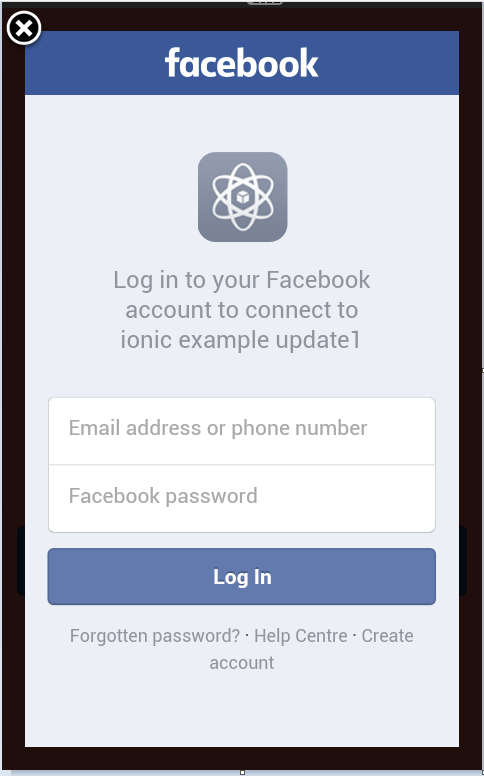 facebook
Log in to your Facebook
account to connect to
ionic example update1
Email address or phone number
Facebook password
Log In
Forgotten password? · Help Centre · Create
account